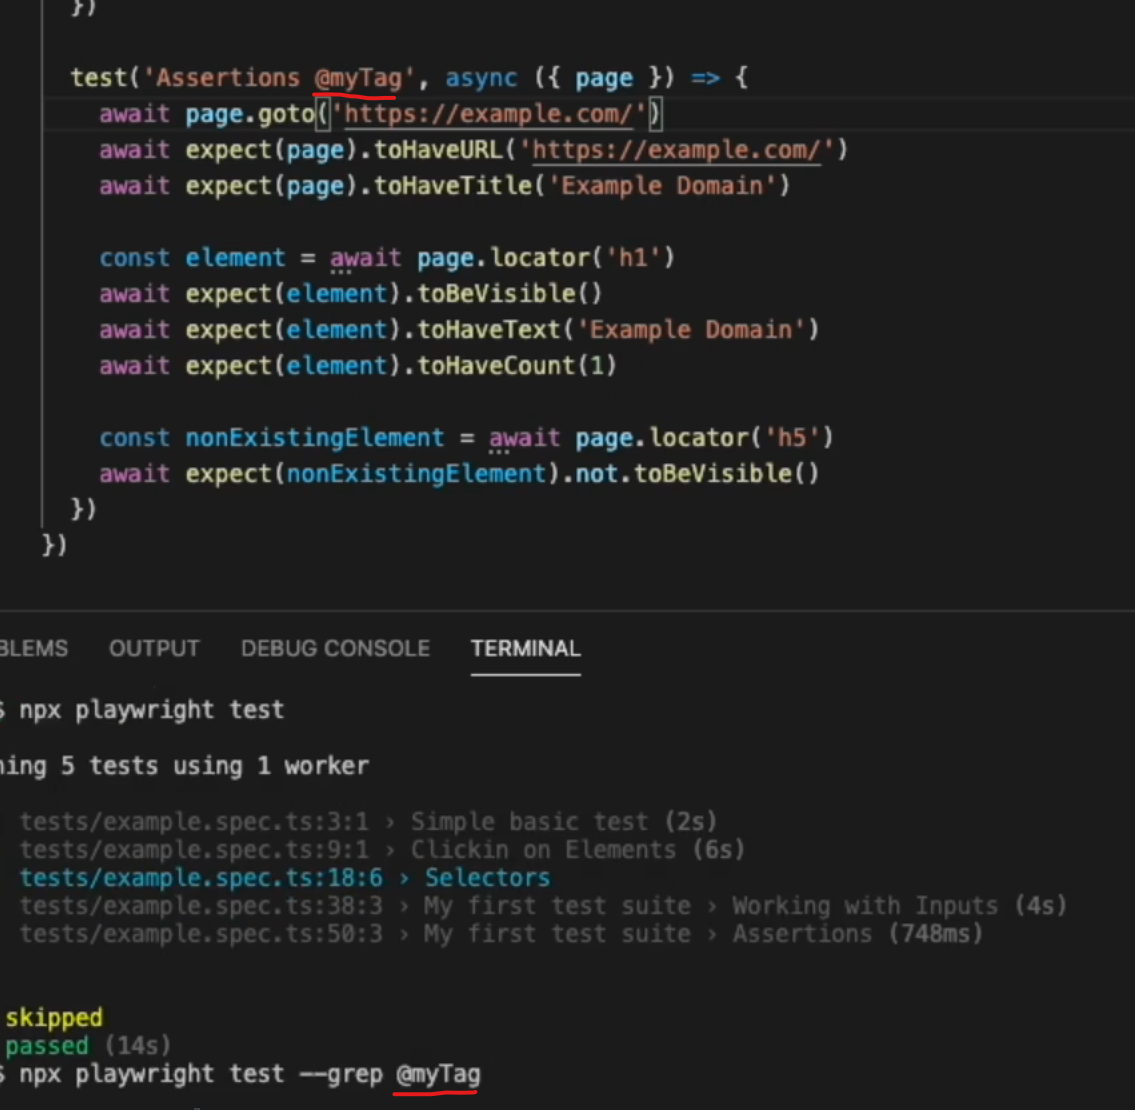 })
test('Assertions @myTag', async ({ page }) => {
await page.goto('https://example.com/')
await expect(page).toHaveURL('https://example.com/')
await expect(page).toHaveTitle('Example Domain')
const element = await page.locator('h1')
await expect(element).toBeVisible()
await expect(element).toHaveText('Example Domain')
await expect(element).toHaveCount(1)
const nonExistingElement = await page.locator('h5')
await expect(nonExistingElement).not.toBeVisible()
})
})
BLEMS OUTPUT DEBUG CONSOLE TERMINAL
$ npx playwright test
ning 5 tests using 1 worker
tests/example.spec.ts:3:1 › Simple basic test (2s)
tests/example.spec.ts:9:1 › Clickin on Elements (6s)
tests/example.spec.ts:18:6 › Selectors
tests/example.spec.ts:38:3 › My first test suite › Working with Inputs (4s)
tests/example.spec.ts:50:3 › My first test suite › Assertions (748ms)
skipped
passed (14s)
$ npx playwright test --grep @myTag